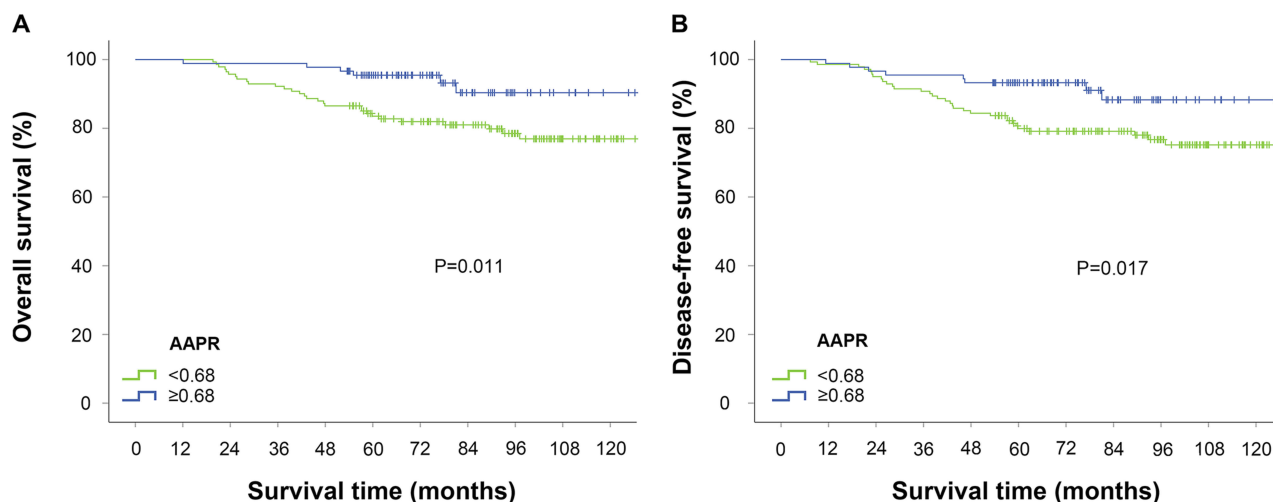 A
Overall survival (%)
100
80
60
40
20
0
P=0.011
AAPR
<0.68
≥0.68
0 12 24 36 48 60 72 84 96 108 120
Survival time (months)
B
Disease-free survival (%)
100
80
60
40
20
0
P=0.017
AAPR
<0.68
≥0.68
0 12 24 36 48 60 72 84 96 108 120
Survival time (months)